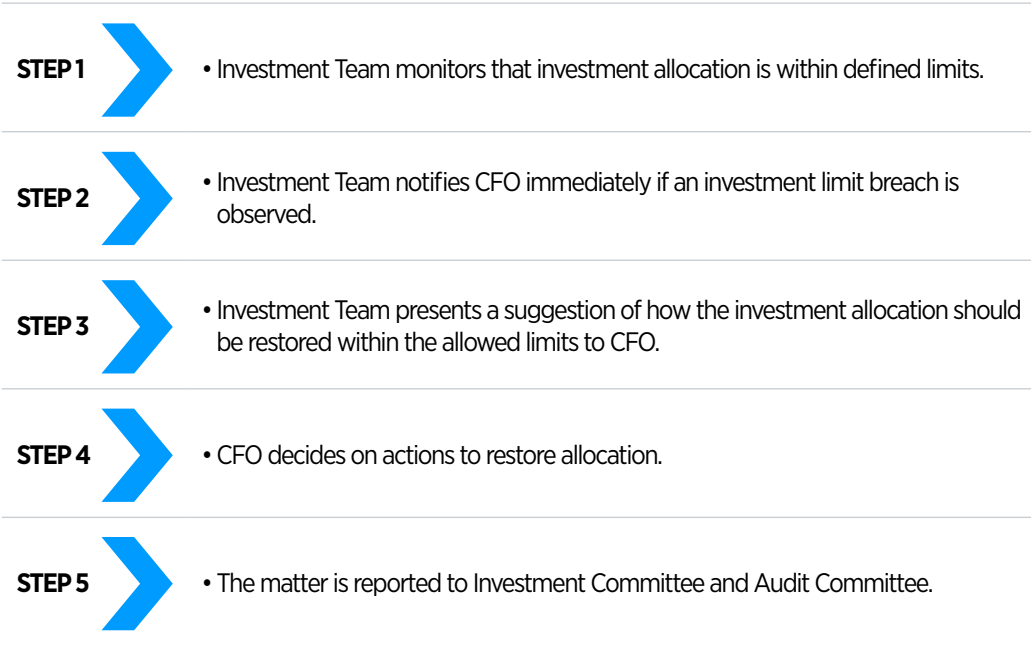 STEP 1
• Investment Team monitors that investment allocation is within defined limits.
STEP 2
• Investment Team notifies CFO immediately if an investment limit breach is
observed.
STEP 3
• Investment Team presents a suggestion of how the investment allocation should
be restored within the allowed limits to CFO.
STEP 4
• CFO decides on actions to restore allocation.
STEP 5
• The matter is reported to Investment Committee and Audit Committee.